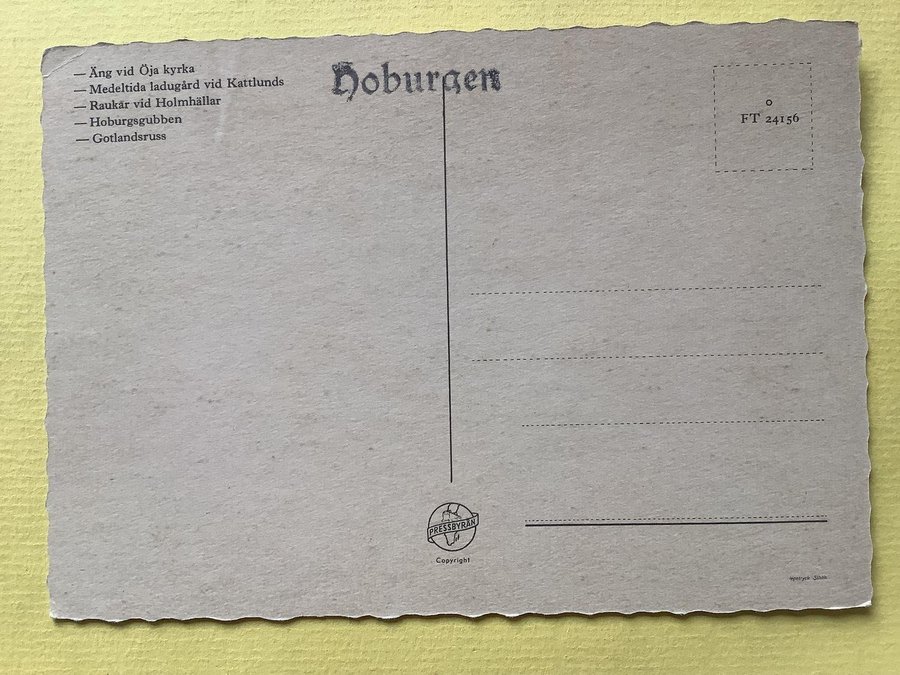 — Äng vid Öja kyrka
— Medeltida ladugård vid Kattlunds
— Raukar vid Holmhällar
— Hoburgsgubben
— Gotlandsruss
Hoburgen
FT 24156
PRESSBYRÅN
Copyright